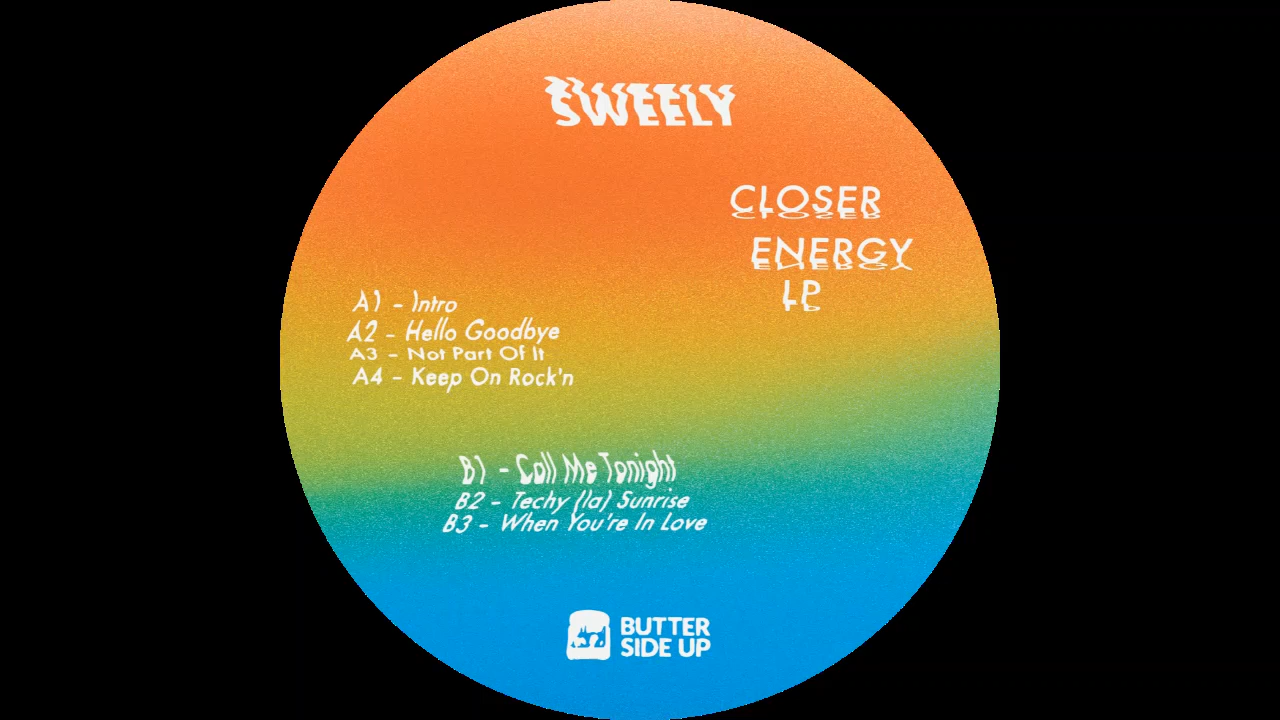 SWEELY
CLOSER
ENERGY
LP
A1 - Intro
A2 - Hello Goodbye
A3 - Not Part Of It
A4 - Keep On Rock'n
B1 - Call Me Tonight
B2 - Techy (la) Sunrise
B3 - When You're In Love
BUTTER
SIDE UP